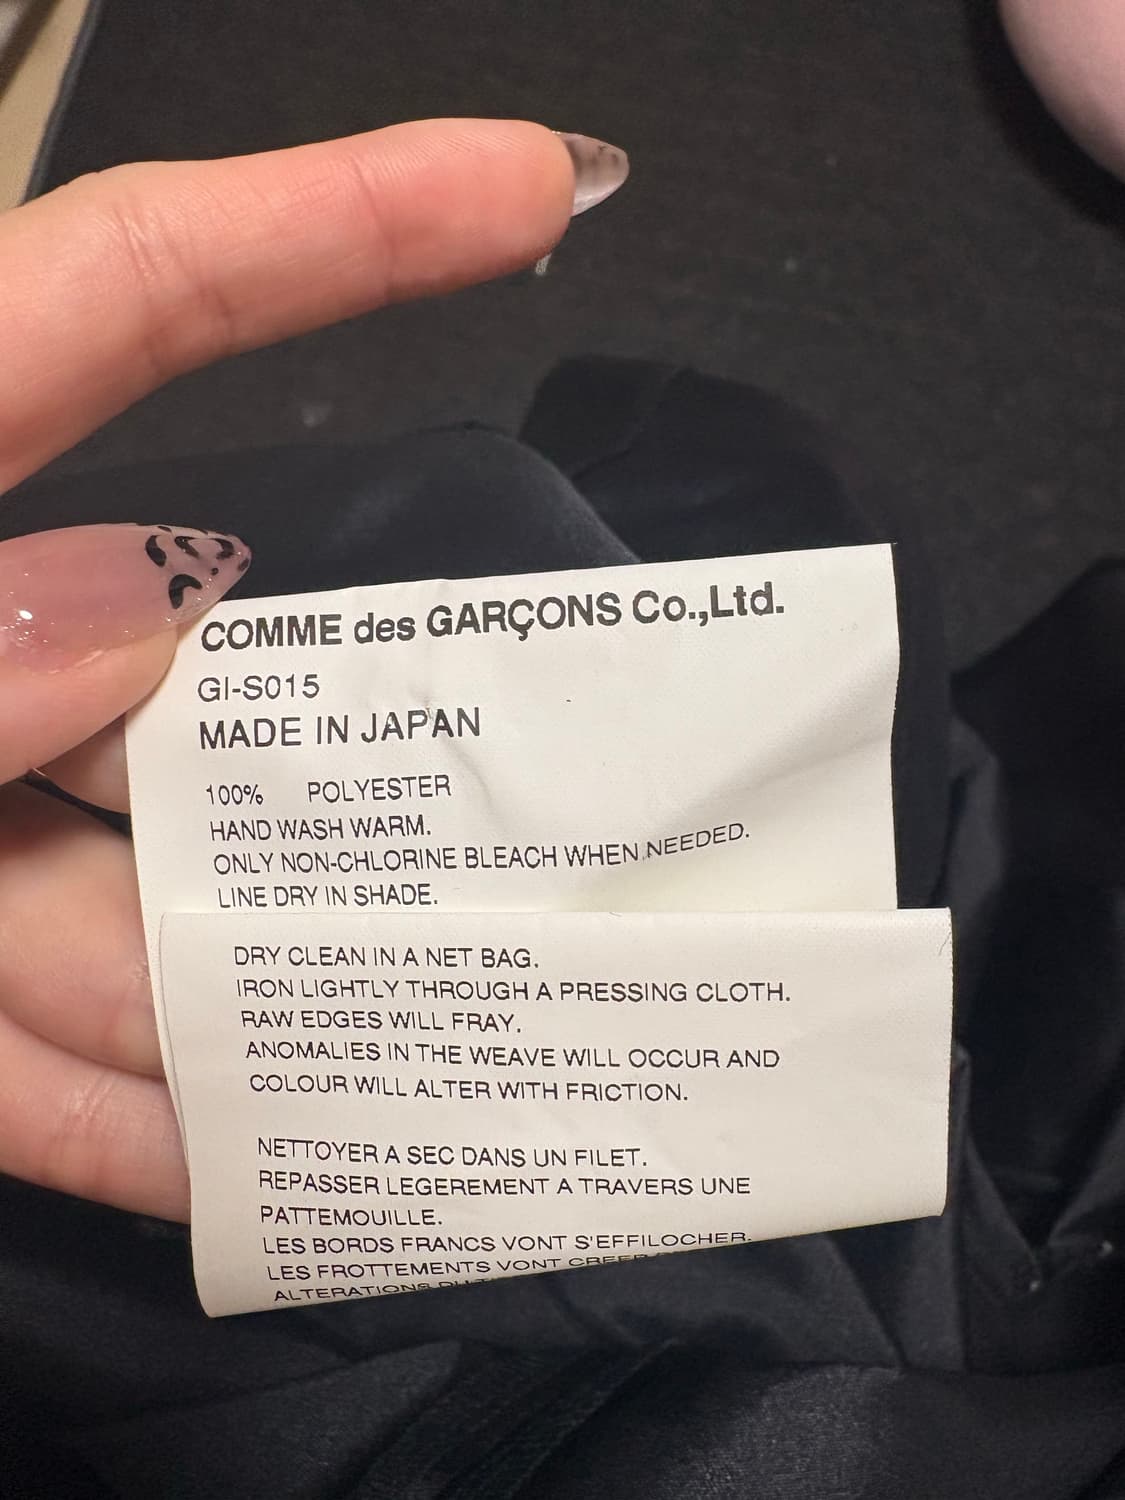 COMME des GARÇONS Co.,Ltd.
GI-S015
MADE IN JAPAN
100% POLYESTER
HAND WASH WARM.
ONLY NON-CHLORINE BLEACH WHEN NEEDED.
LINE DRY IN SHADE.
DRY CLEAN IN A NET BAG.
IRON LIGHTLY THROUGH A PRESSING CLOTH.
RAW EDGES WILL FRAY.
ANOMALIES IN THE WEAVE WILL OCCUR AND
COLOUR WILL ALTER WITH FRICTION.
NETTOYER A SEC DANS UN FILET.
REPASSER LEGEREMENT A TRAVERS UNE
PATTEMOUILLE.
LES BORDS FRANCS VONT S'EFFILOCHER.
LES FROTTEMENTS VONT CREER
ALTERATIONS DU